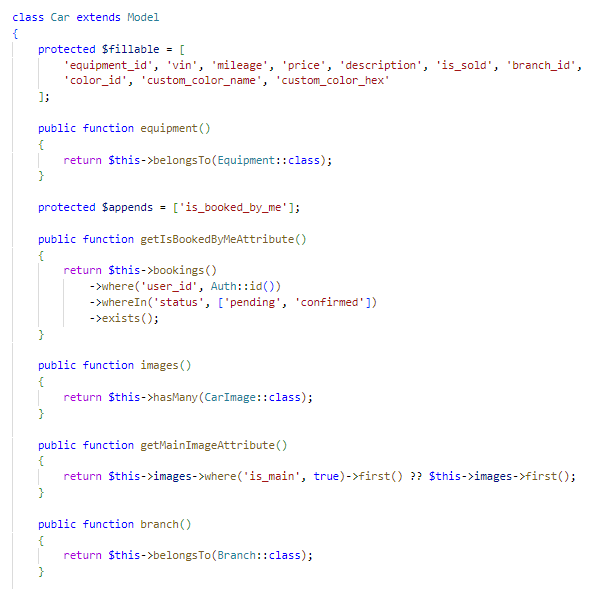 class Car extends Model
{
    protected $fillable = [
        'equipment_id', 'vin', 'mileage', 'price', 'description', 'is_sold', 'branch_id',
        'color_id', 'custom_color_name', 'custom_color_hex'
    ];

    public function equipment()
    {
        return $this->belongsTo(Equipment::class);
    }

    protected $appends = ['is_booked_by_me'];

    public function getIsBookedByMeAttribute()
    {
        return $this->bookings()
            ->where('user_id', Auth::id())
            ->whereIn('status', ['pending', 'confirmed'])
            ->exists();
    }

    public function images()
    {
        return $this->hasMany(CarImage::class);
    }

    public function getMainImageAttribute()
    {
        return $this->images->where('is_main', true)->first() ?? $this->images->first();
    }

    public function branch()
    {
        return $this->belongsTo(Branch::class);
    }